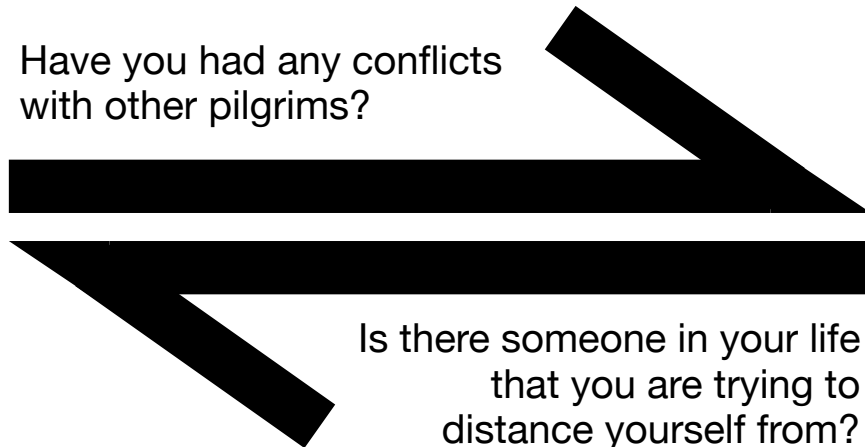 Have you had any conflicts
with other pilgrims?
Is there someone in your life
that you are trying to
distance yourself from?